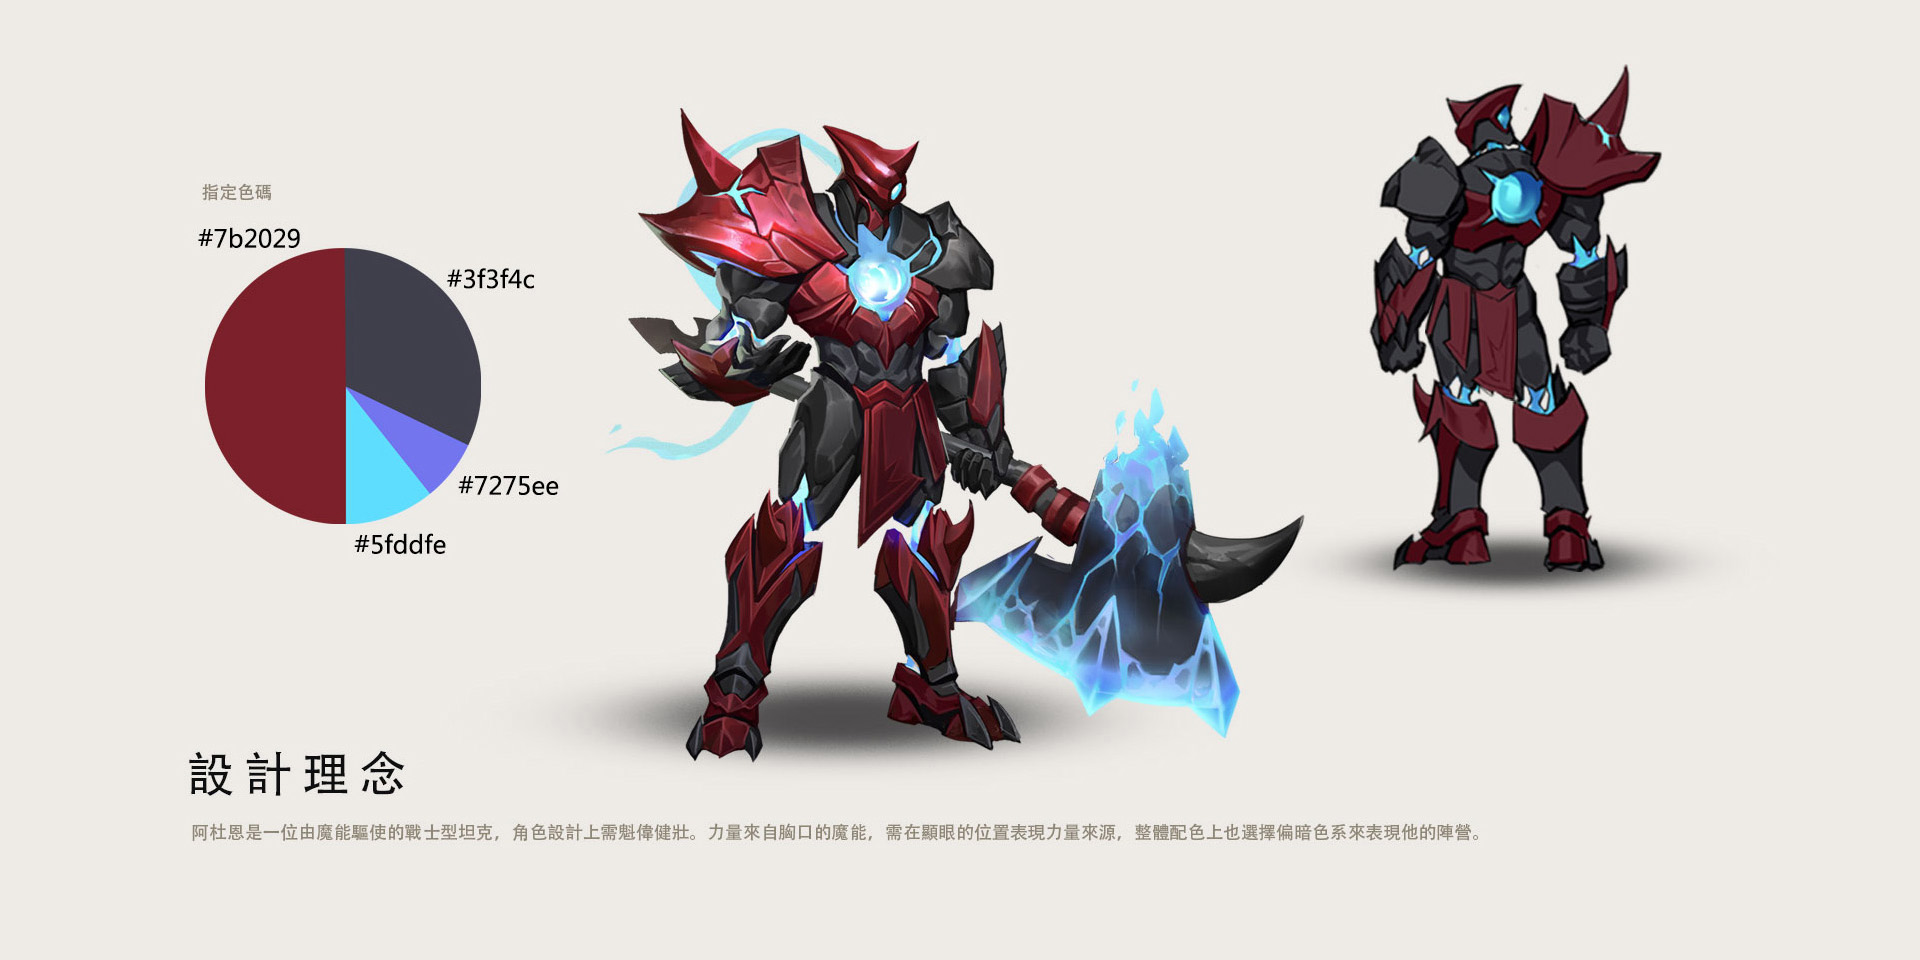 指定色碼
#7b2029
#3f3f4c
#7275ee
#5fddfe
設計理念
阿杜恩是一位由魔能驅使的戰士型坦克，角色設計上需魁偉健壯。力量來自胸口的魔能，需在顯眼的位置表現力量來源，整體配色上也選擇偏暗色系來表現他的陣營。